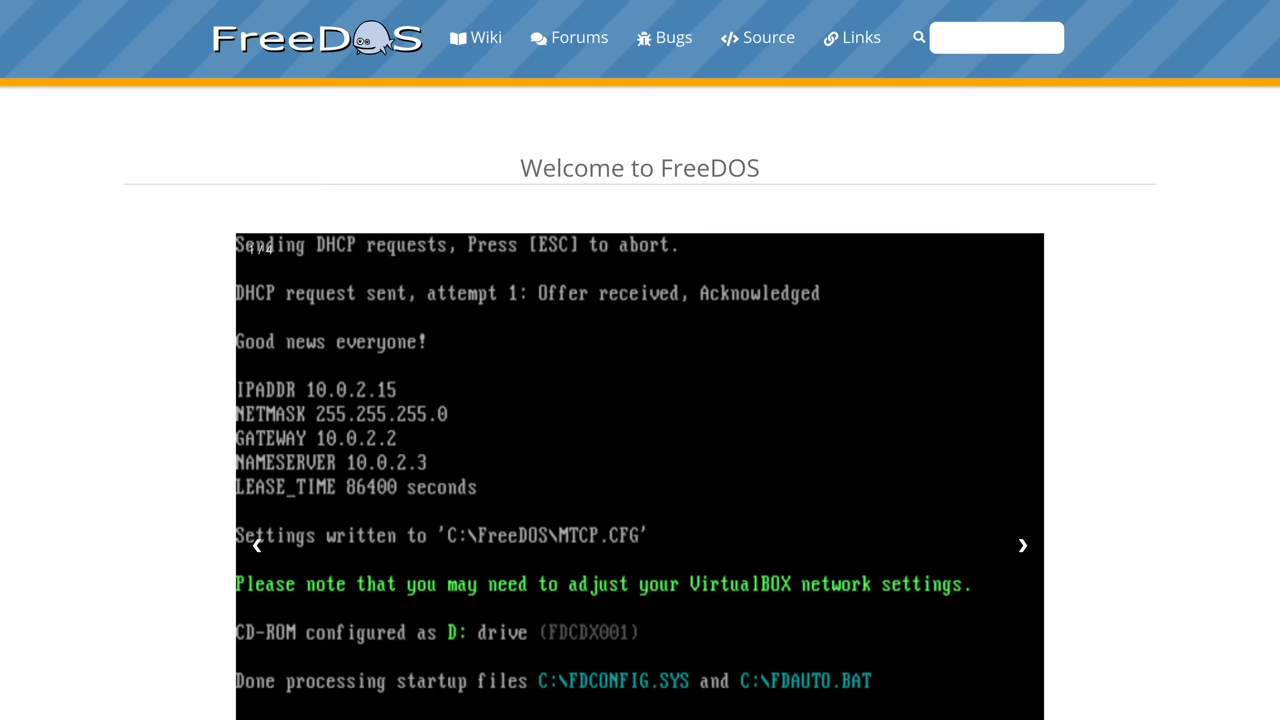 FreeDOS Wiki Forums Bugs Source Links
Welcome to FreeDOS
1 / 4
Sending DHCP requests, Press [ESC] to abort.
DHCP request sent, attempt 1: Offer received, Acknowledged
Good news everyone!
IPADDR 10.0.2.15
NETMASK 255.255.255.0
GATEWAY 10.0.2.2
NAMESERVER 10.0.2.3
LEASE_TIME 86400 seconds
Settings written to 'C:\FreeDOS\MTCP.CFG'
❮ ❯
Please note that you may need to adjust your VirtualBOX network settings.
CD-ROM configured as D: drive (FDCDX001)
Done processing startup files C:\FDCONFIG.SYS and C:\FDAUTO.BAT